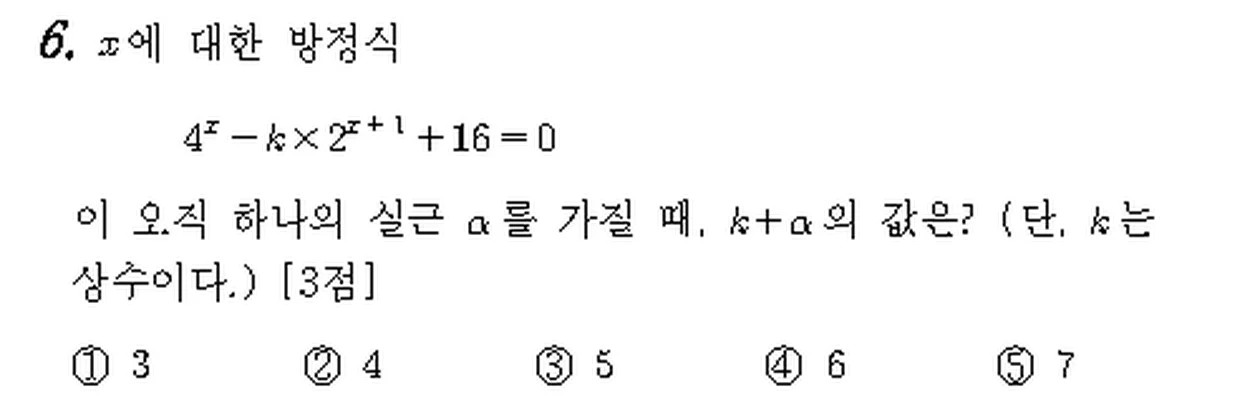 6. x에 대한 방정식
4^x - k × 2^{x+1} + 16 = 0
이 오직 하나의 실근 α를 가질 때, k+α의 값은? (단, k는
상수이다.) [3점]
① 3 ② 4 ③ 5 ④ 6 ⑤ 7